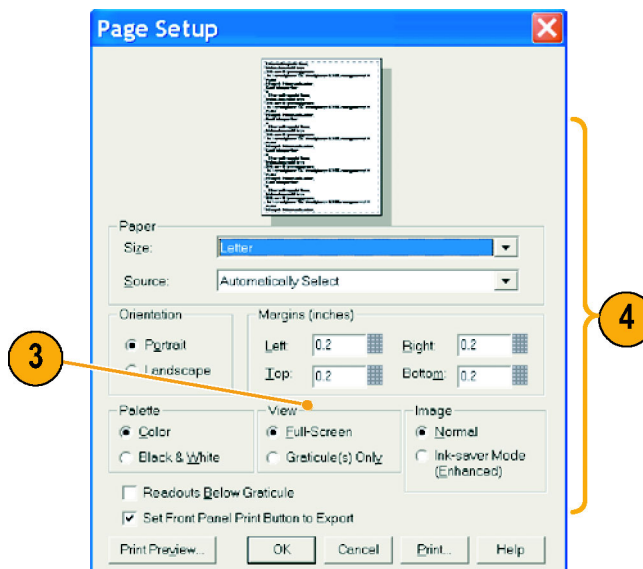 Page Setup
Paper
Size: Letter
Source: Automatically Select
Orientation Margins (inches)
Portrait Left: 0.2 Right: 0.2
Landscape Top: 0.2 Bottom: 0.2
3
4
Palette View Image
Color Full-Screen Normal
Black & White Graticule(s) Only Ink-saver Mode
(Enhanced)
Readouts Below Graticule
Set Front Panel Print Button to Export
Print Preview... OK Cancel Print... Help